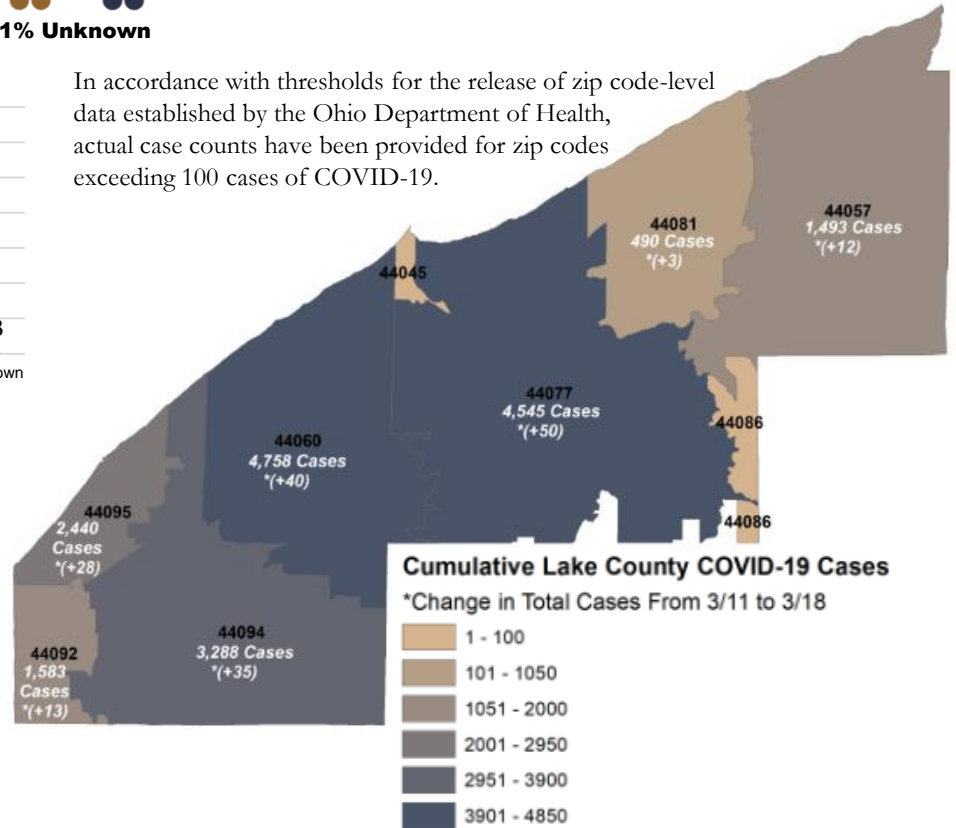 1% Unknown
In accordance with thresholds for the release of zip code-level
data established by the Ohio Department of Health,
actual case counts have been provided for zip codes
exceeding 100 cases of COVID-19.
44057
1,493 Cases
*(+12)
44081
490 Cases
*(+3)
44045
44077
4,545 Cases
*(+50)
44086
44060
4,758 Cases
*(+40)
44095
2,440
Cases
*(+28)
44086
44094
3,288 Cases
*(+35)
44092
1,583
Cases
*(+13)
Cumulative Lake County COVID-19 Cases
*Change in Total Cases From 3/11 to 3/18
1 - 100
101 - 1050
1051 - 2000
2001 - 2950
2951 - 3900
3901 - 4850